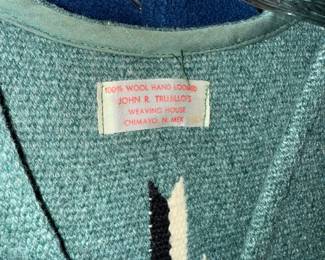 100% WOOL HAND LOOMED
JOHN R. TRUJILLO'S
WEAVING HOUSE
CHIMAYO, N. MEX